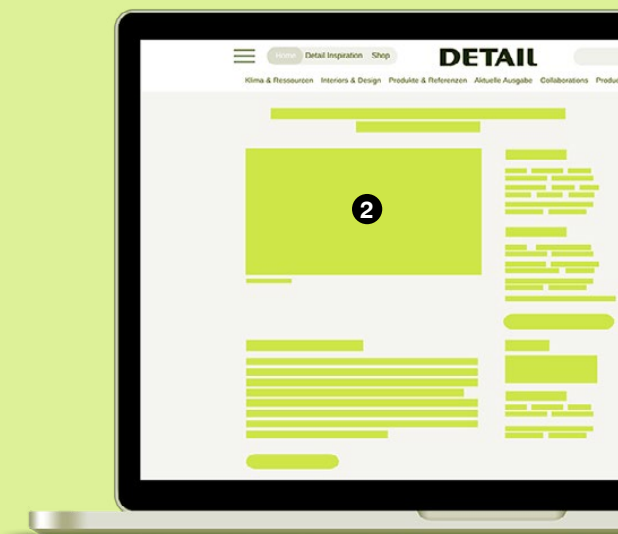 Home Detail Inspiration Shop
DETAIL
Klima & Ressourcen Interiors & Design Produkte & Referenzen Aktuelle Ausgabe Collaborations
2